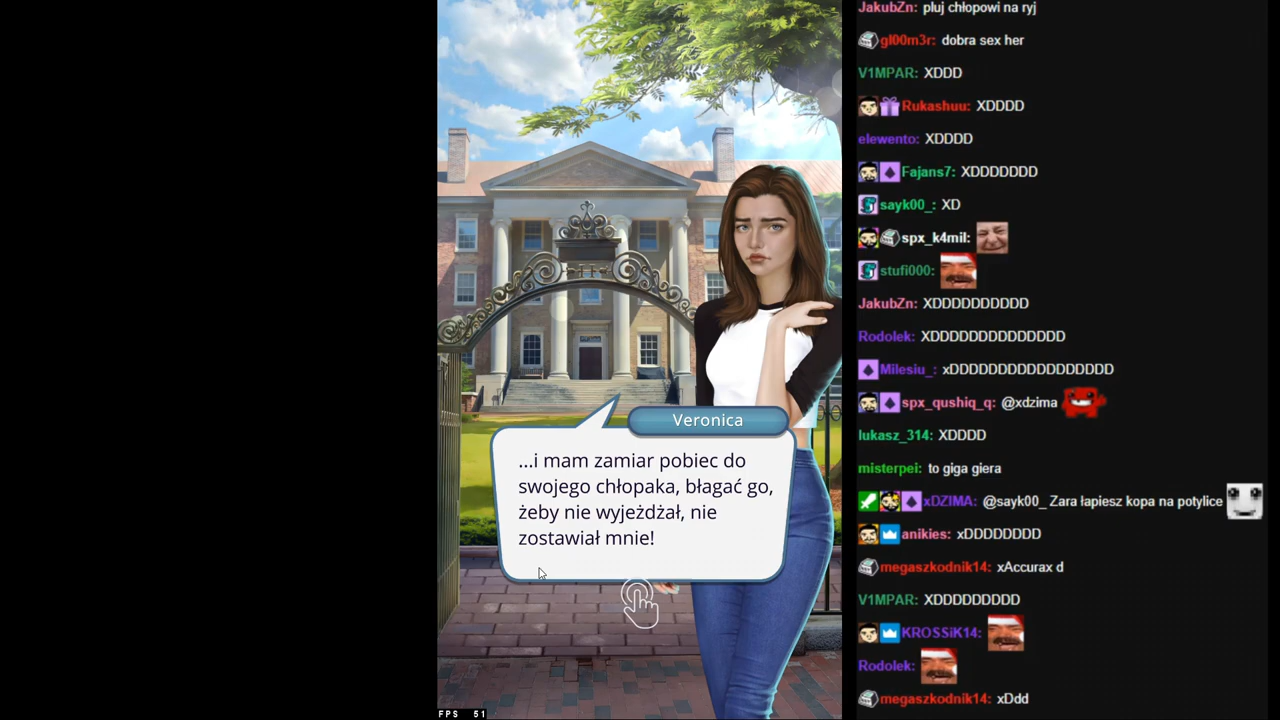 Veronica
...i mam zamiar pobiec do
swojego chłopaka, błagać go,
żeby nie wyjeżdżał, nie
zostawiał mnie!
FPS 51
JakubZn: pluj chłopowi na ryj
gl00m3r: dobra sex her
V1MPAR: XDDD
Rukashuu: XDDDD
elewento: XDDDD
Fajans7: XDDDDDDD
sayk00_: XD
spx_k4mil:
stufi000:
JakubZn: XDDDDDDDDDD
Rodolek: XDDDDDDDDDDDDDD
Milesiu_: xDDDDDDDDDDDDDDDDD
spx_qushiq_q: @xdzima
lukasz_314: XDDDD
misterpei: to giga giera
xDZIMA: @sayk00_ Zara łapiesz kopa na potylice
anikies: xDDDDDDDD
megaszkodnik14: xAccurax d
V1MPAR: XDDDDDDDDD
KROSSiK14:
Rodolek:
megaszkodnik14: xDdd